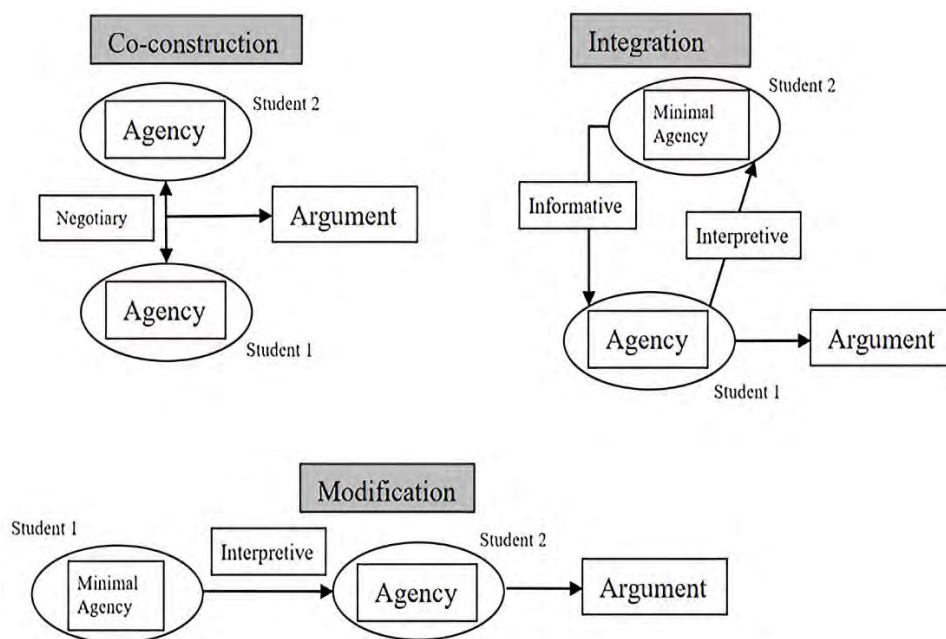 Co-construction
Student 2
Agency
Negotiary
Argument
Agency
Student 1
Integration
Student 2
Minimal
Agency
Informative
Interpretive
Agency
Argument
Student 1
Modification
Student 1
Interpretive
Student 2
Minimal
Agency
Agency
Argument